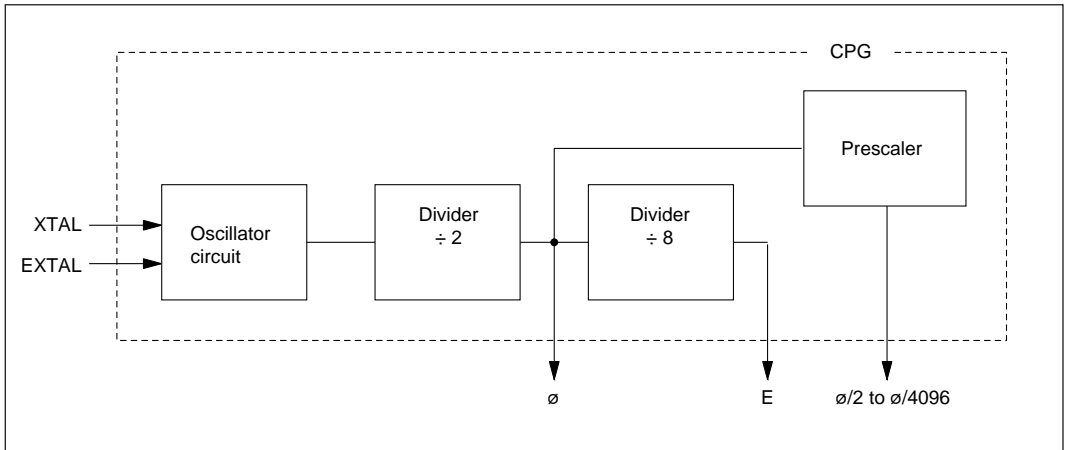 CPG
Prescaler
XTAL
EXTAL
Oscillator
circuit
Divider
÷ 2
Divider
÷ 8
ø
E
ø/2 to ø/4096